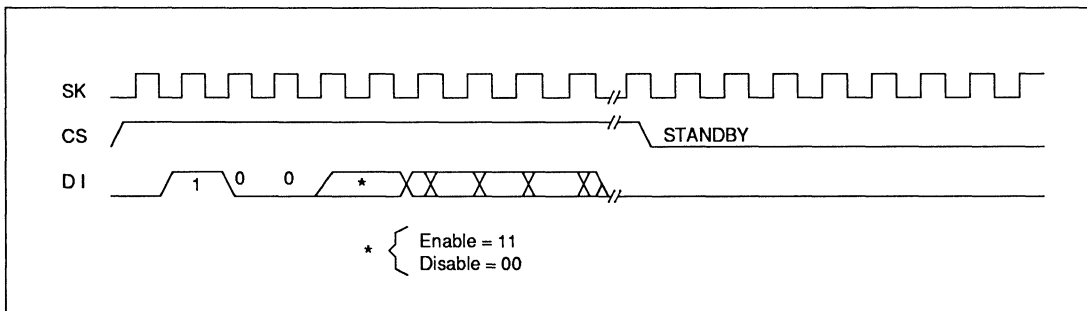 SK
CS STANDBY
DI 1 0 0 *
* { Enable = 11
Disable = 00